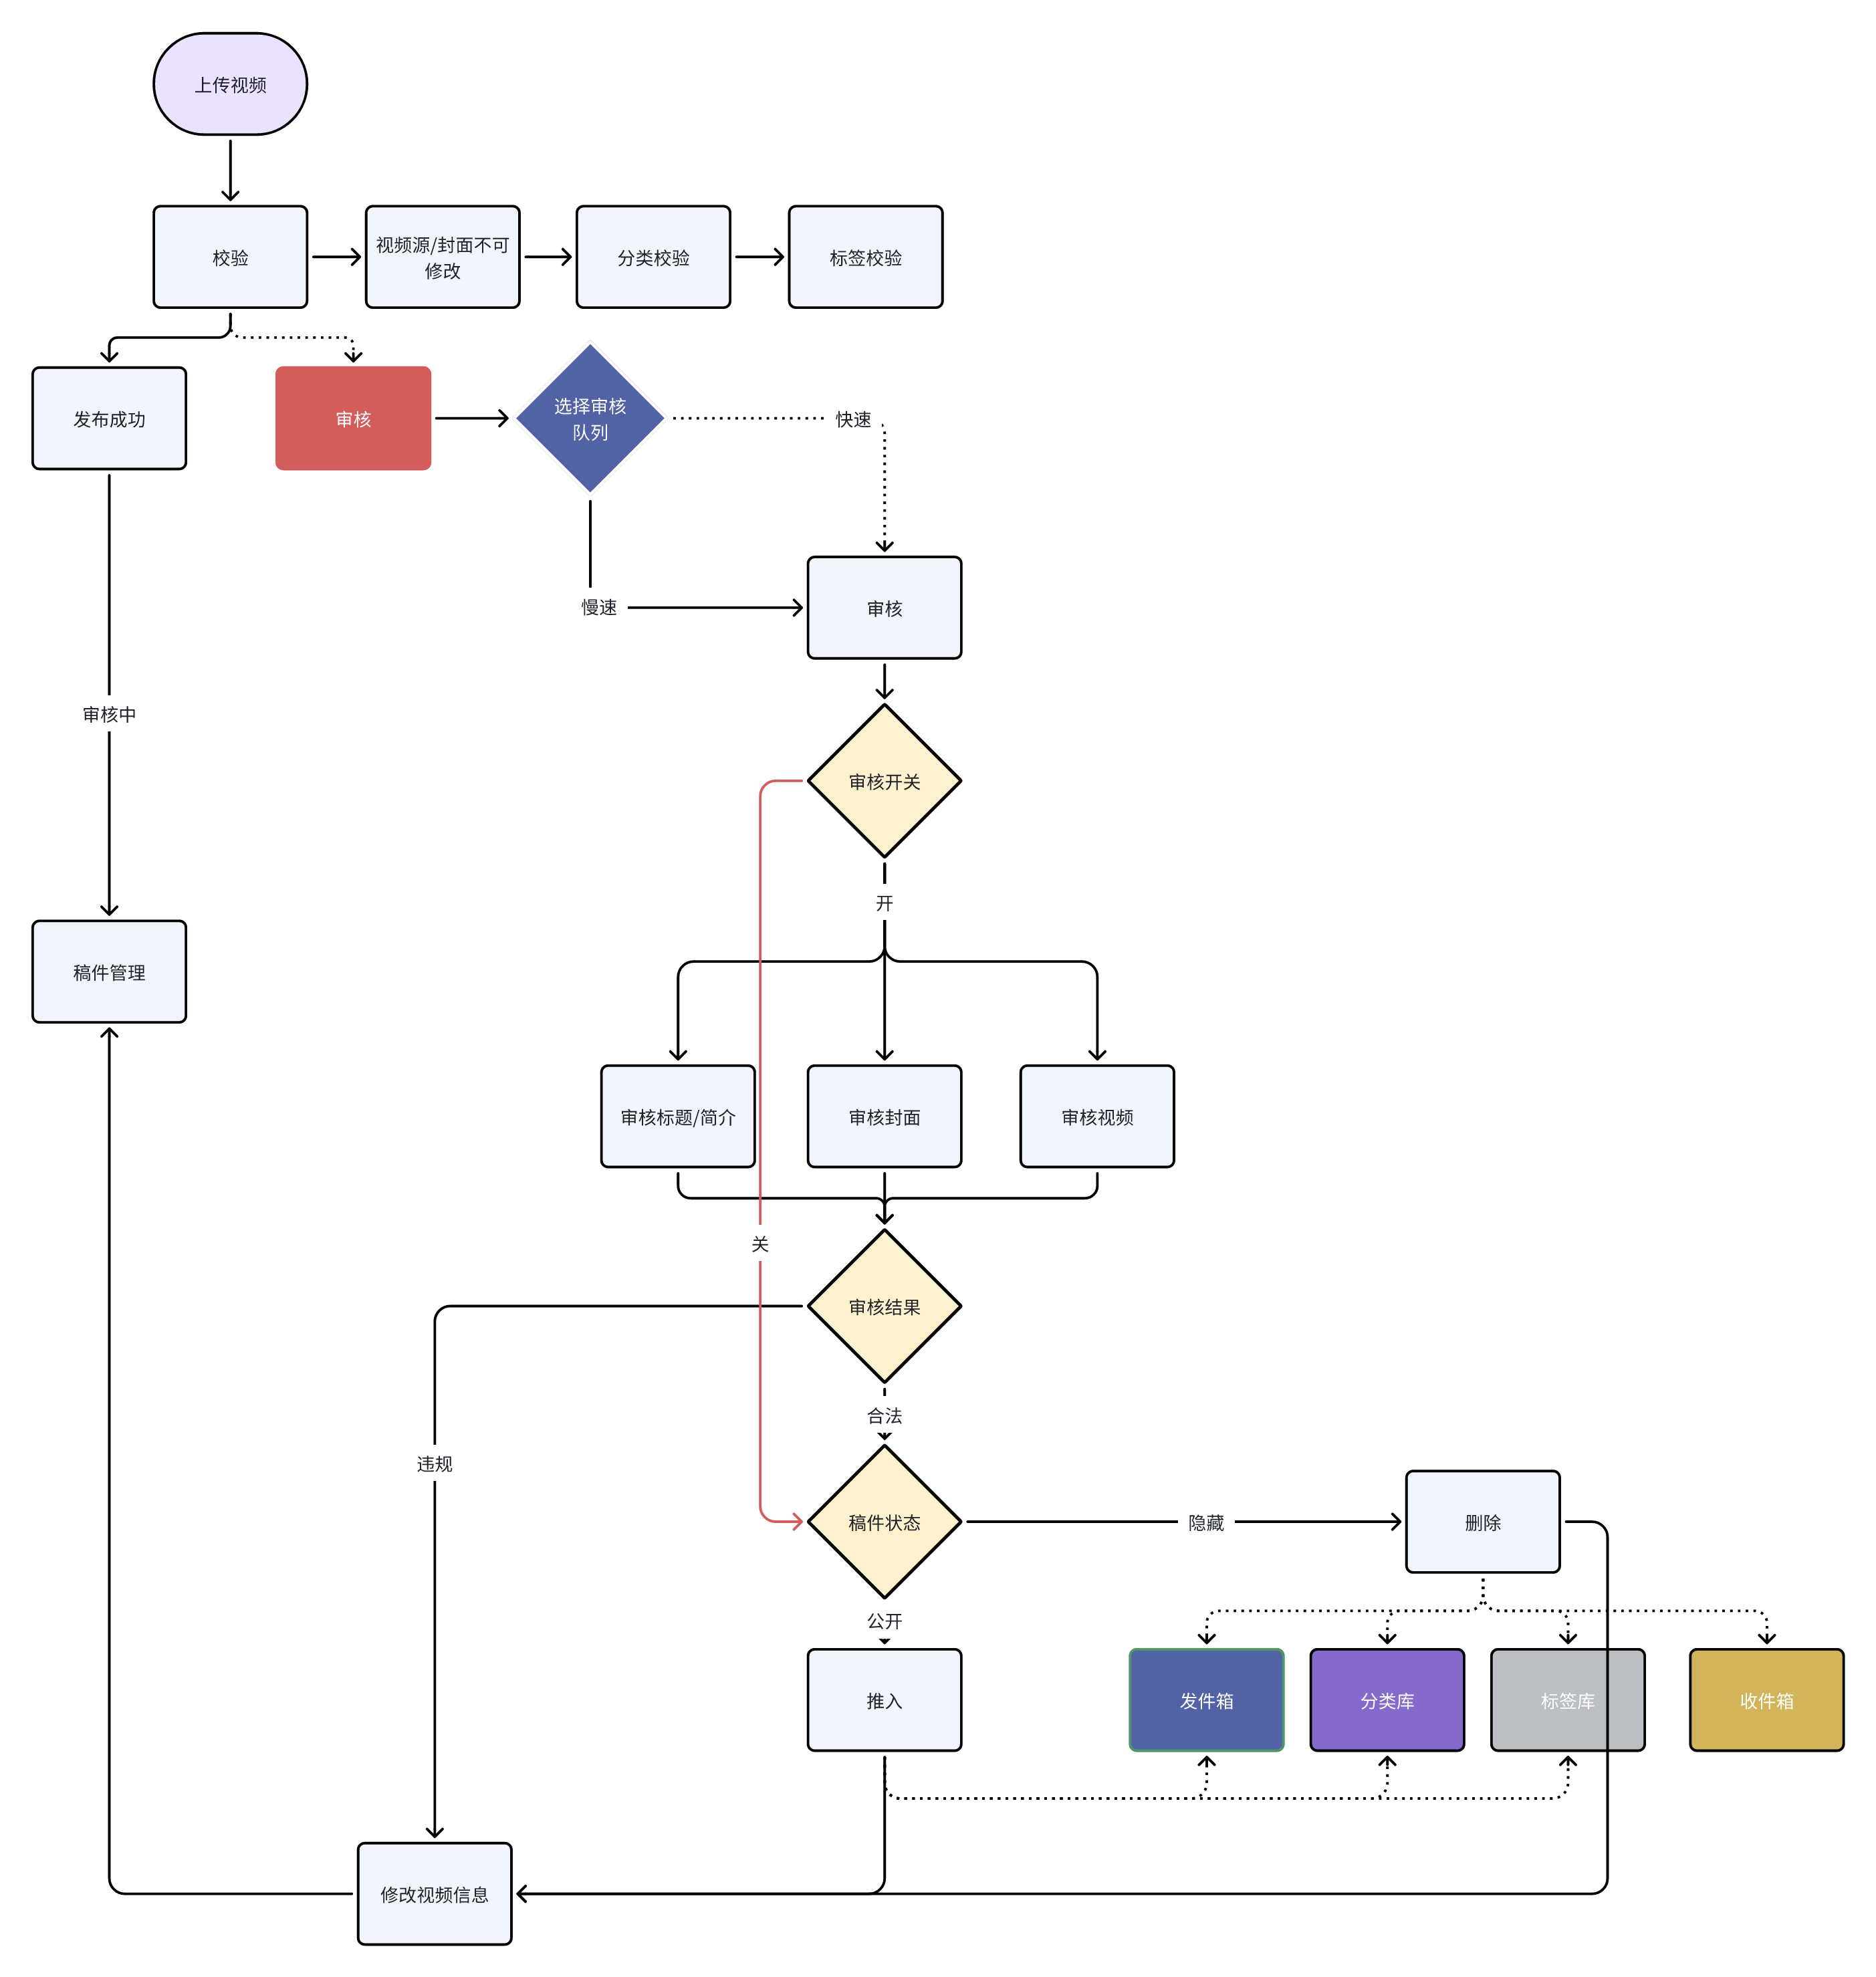 上传视频
校验
视频源/封面不可
修改
分类校验
标签校验
发布成功
审核
选择审核
队列
快速
慢速
审核
审核中
审核开关
开
稿件管理
审核标题/简介
审核封面
审核视频
关
审核结果
合法
违规
稿件状态
隐藏
删除
公开
推入
发件箱
分类库
标签库
收件箱
修改视频信息